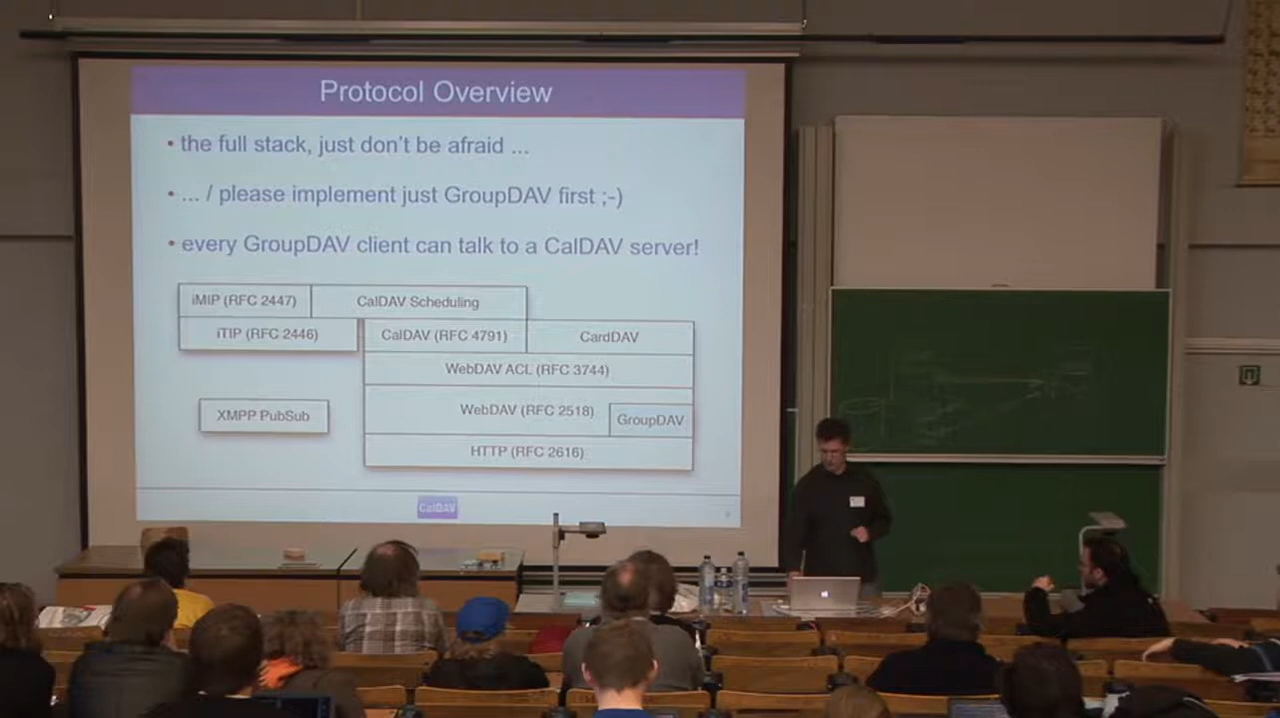 Protocol Overview
• the full stack, just don't be afraid ...
• ... / please implement just GroupDAV first ;-)
• every GroupDAV client can talk to a CalDAV server!
iMIP (RFC 2447)
CalDAV Scheduling
iTIP (RFC 2446)
CalDAV (RFC 4791)
CardDAV
WebDAV ACL (RFC 3744)
XMPP PubSub
WebDAV (RFC 2518)
GroupDAV
HTTP (RFC 2616)
CalDAV